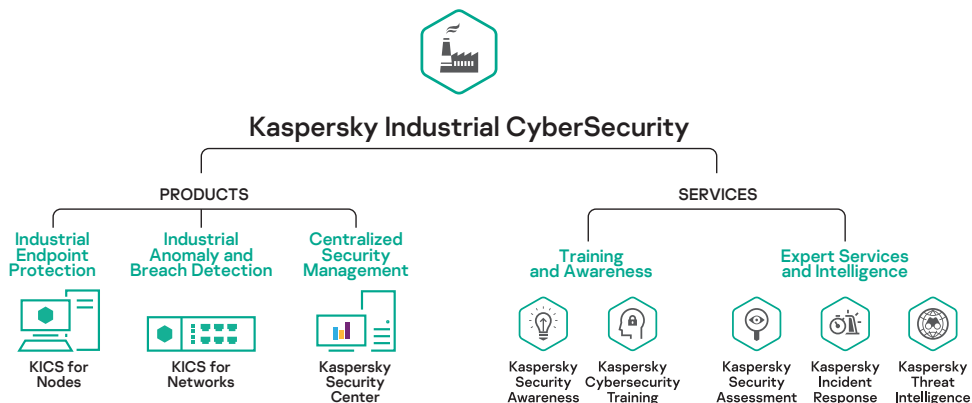 Kaspersky Industrial CyberSecurity
PRODUCTS
SERVICES
Industrial
Endpoint
Protection
Industrial
Anomaly and
Breach Detection
Centralized
Security
Management
Training
and Awareness
Expert Services
and Intelligence
KICS for
Nodes
KICS for
Networks
Kaspersky
Security
Center
Kaspersky
Security
Awareness
Kaspersky
Cybersecurity
Training
Kaspersky
Security
Assessment
Kaspersky
Incident
Response
Kaspersky
Threat
Intelligence